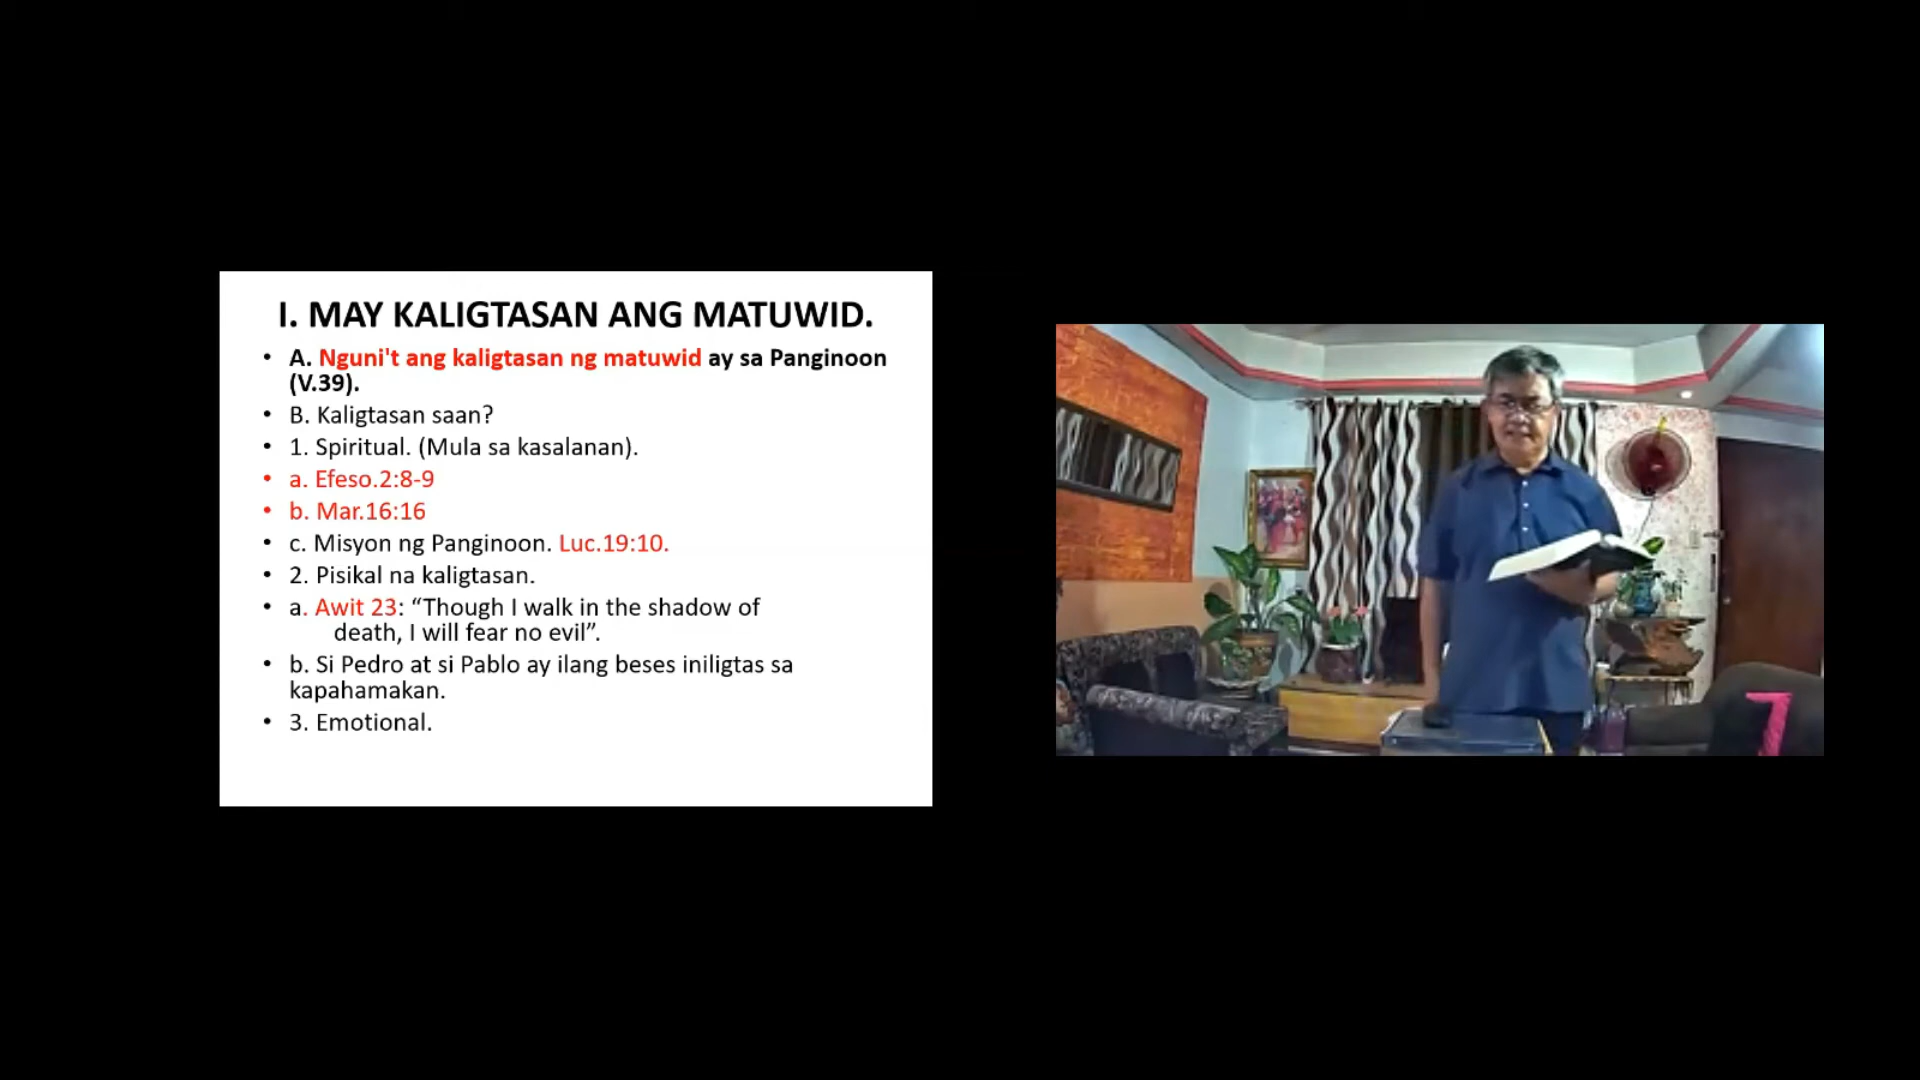 I. MAY KALIGTASAN ANG MATUWID.
• A. Nguni't ang kaligtasan ng matuwid ay sa Panginoon
(V.39).
• B. Kaligtasan saan?
• 1. Spiritual. (Mula sa kasalanan).
• a. Efeso.2:8-9
• b. Mar.16:16
• c. Misyon ng Panginoon. Luc.19:10.
• 2. Pisikal na kaligtasan.
• a. Awit 23: “Though I walk in the shadow of
death, I will fear no evil”.
• b. Si Pedro at si Pablo ay ilang beses iniligtas sa
kapahamakan.
• 3. Emotional.